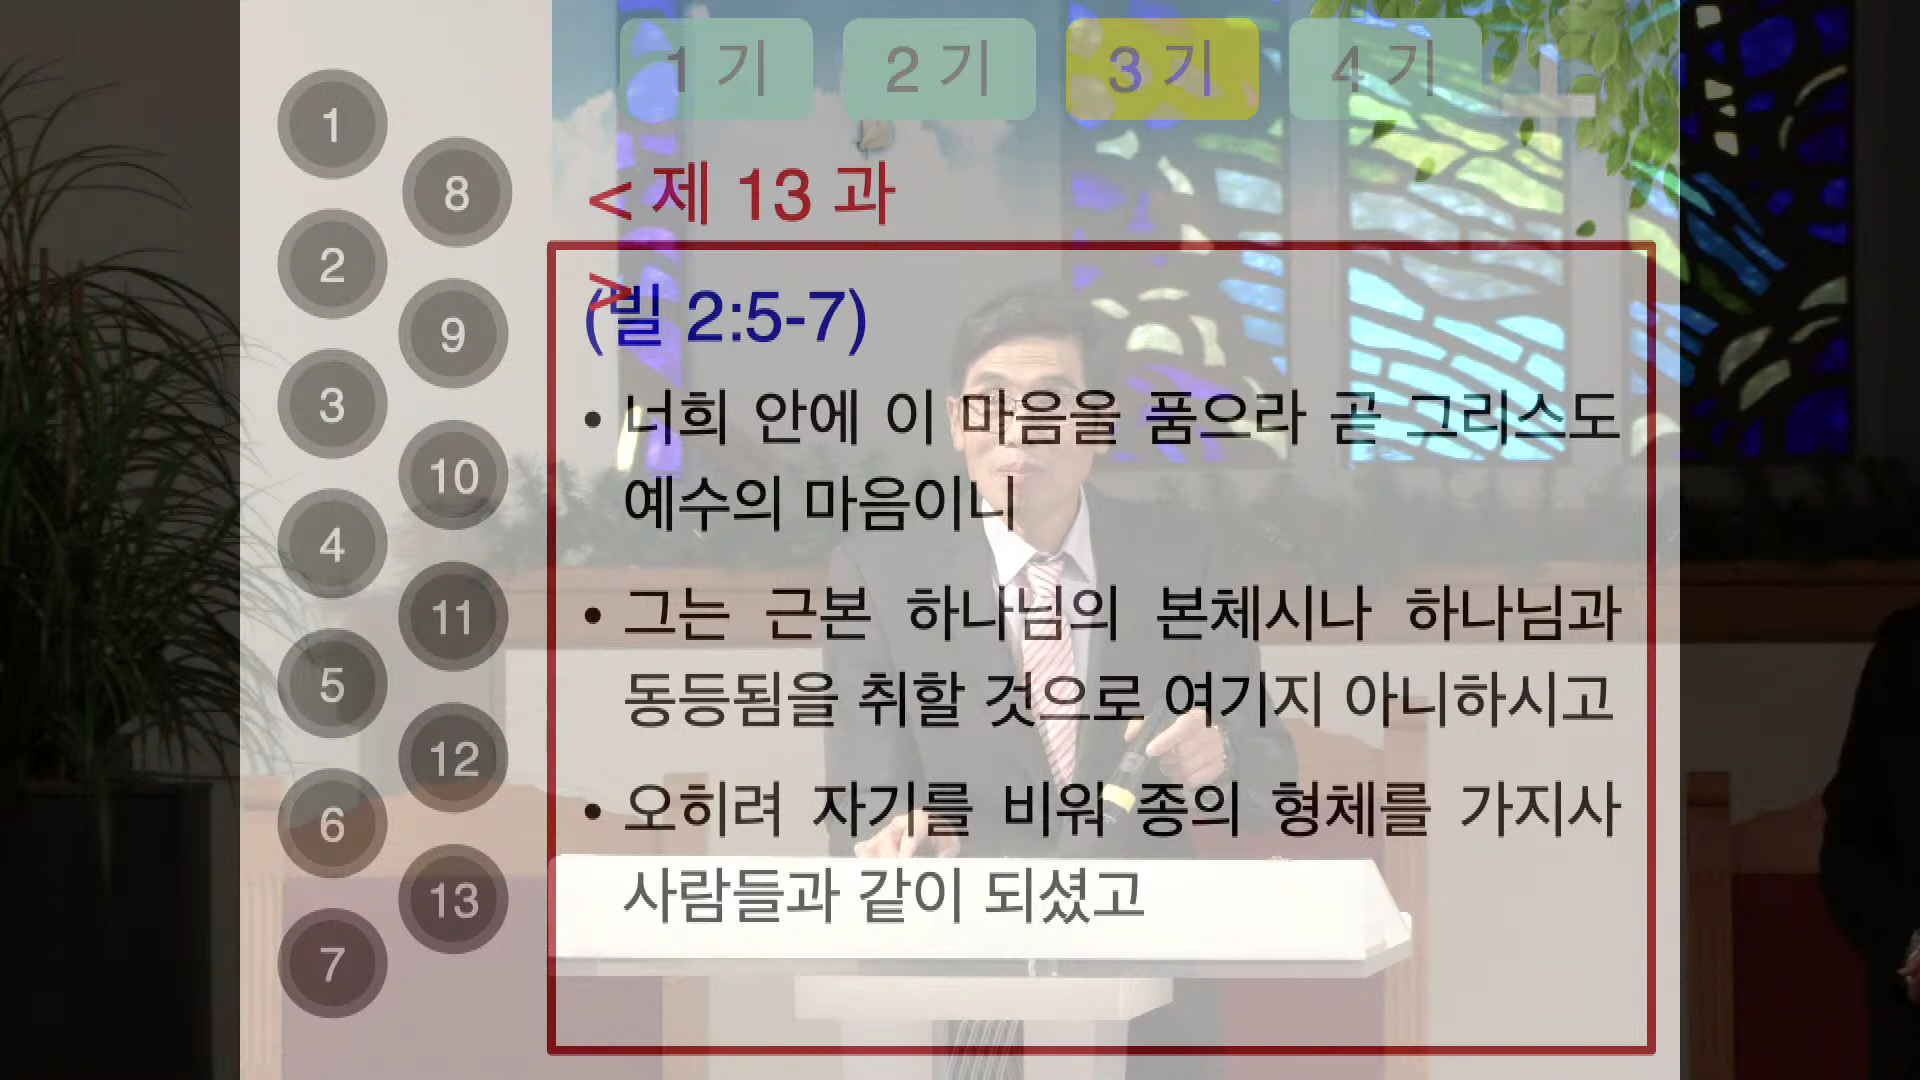 1기 2기 3기 4기
1
2
3
4
5
6
7
8
9
10
11
12
13
< 제 13 과
>
(빌 2:5-7)
• 너희 안에 이 마음을 품으라 곧 그리스도
예수의 마음이니
• 그는 근본 하나님의 본체시나 하나님과
동등됨을 취할 것으로 여기지 아니하시고
• 오히려 자기를 비워 종의 형체를 가지사
사람들과 같이 되셨고